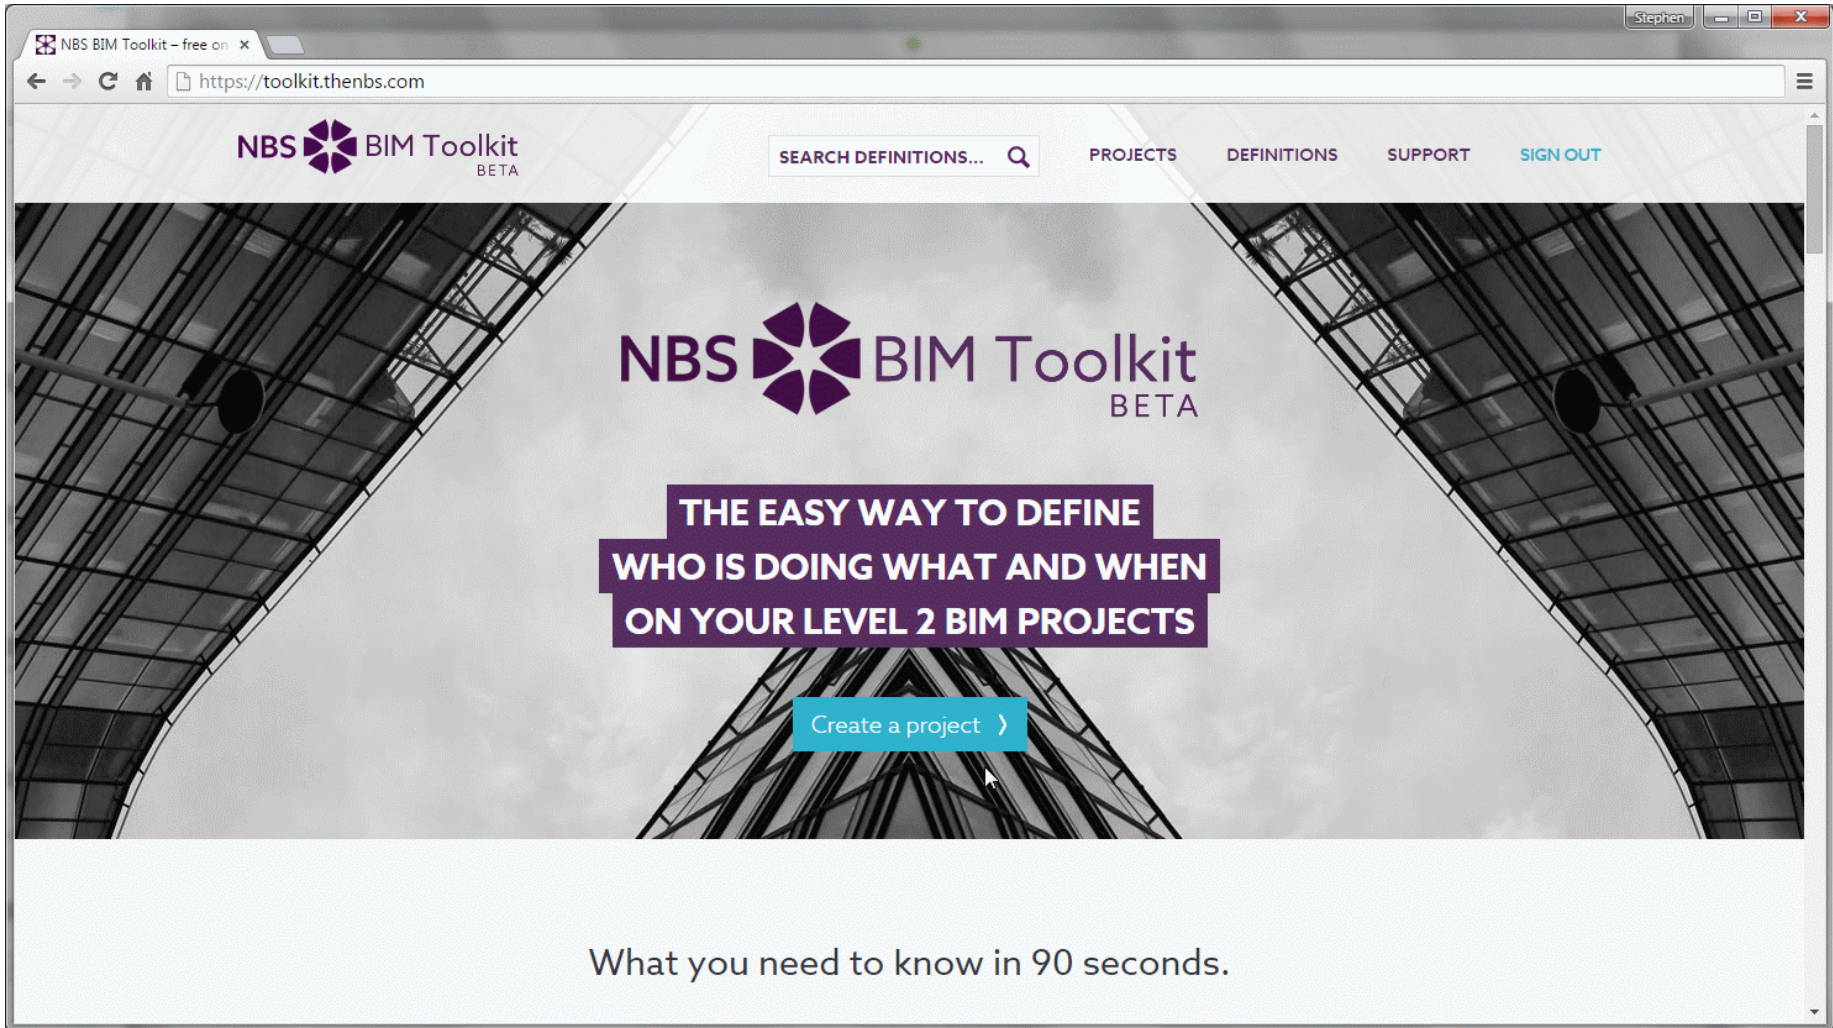 Stephen
NBS BIM Toolkit – free on
https://toolkit.thenbs.com
NBS BIM Toolkit
BETA
SEARCH DEFINITIONS...
PROJECTS
DEFINITIONS
SUPPORT
SIGN OUT
NBS BIM Toolkit
BETA
THE EASY WAY TO DEFINE
WHO IS DOING WHAT AND WHEN
ON YOUR LEVEL 2 BIM PROJECTS
Create a project
What you need to know in 90 seconds.